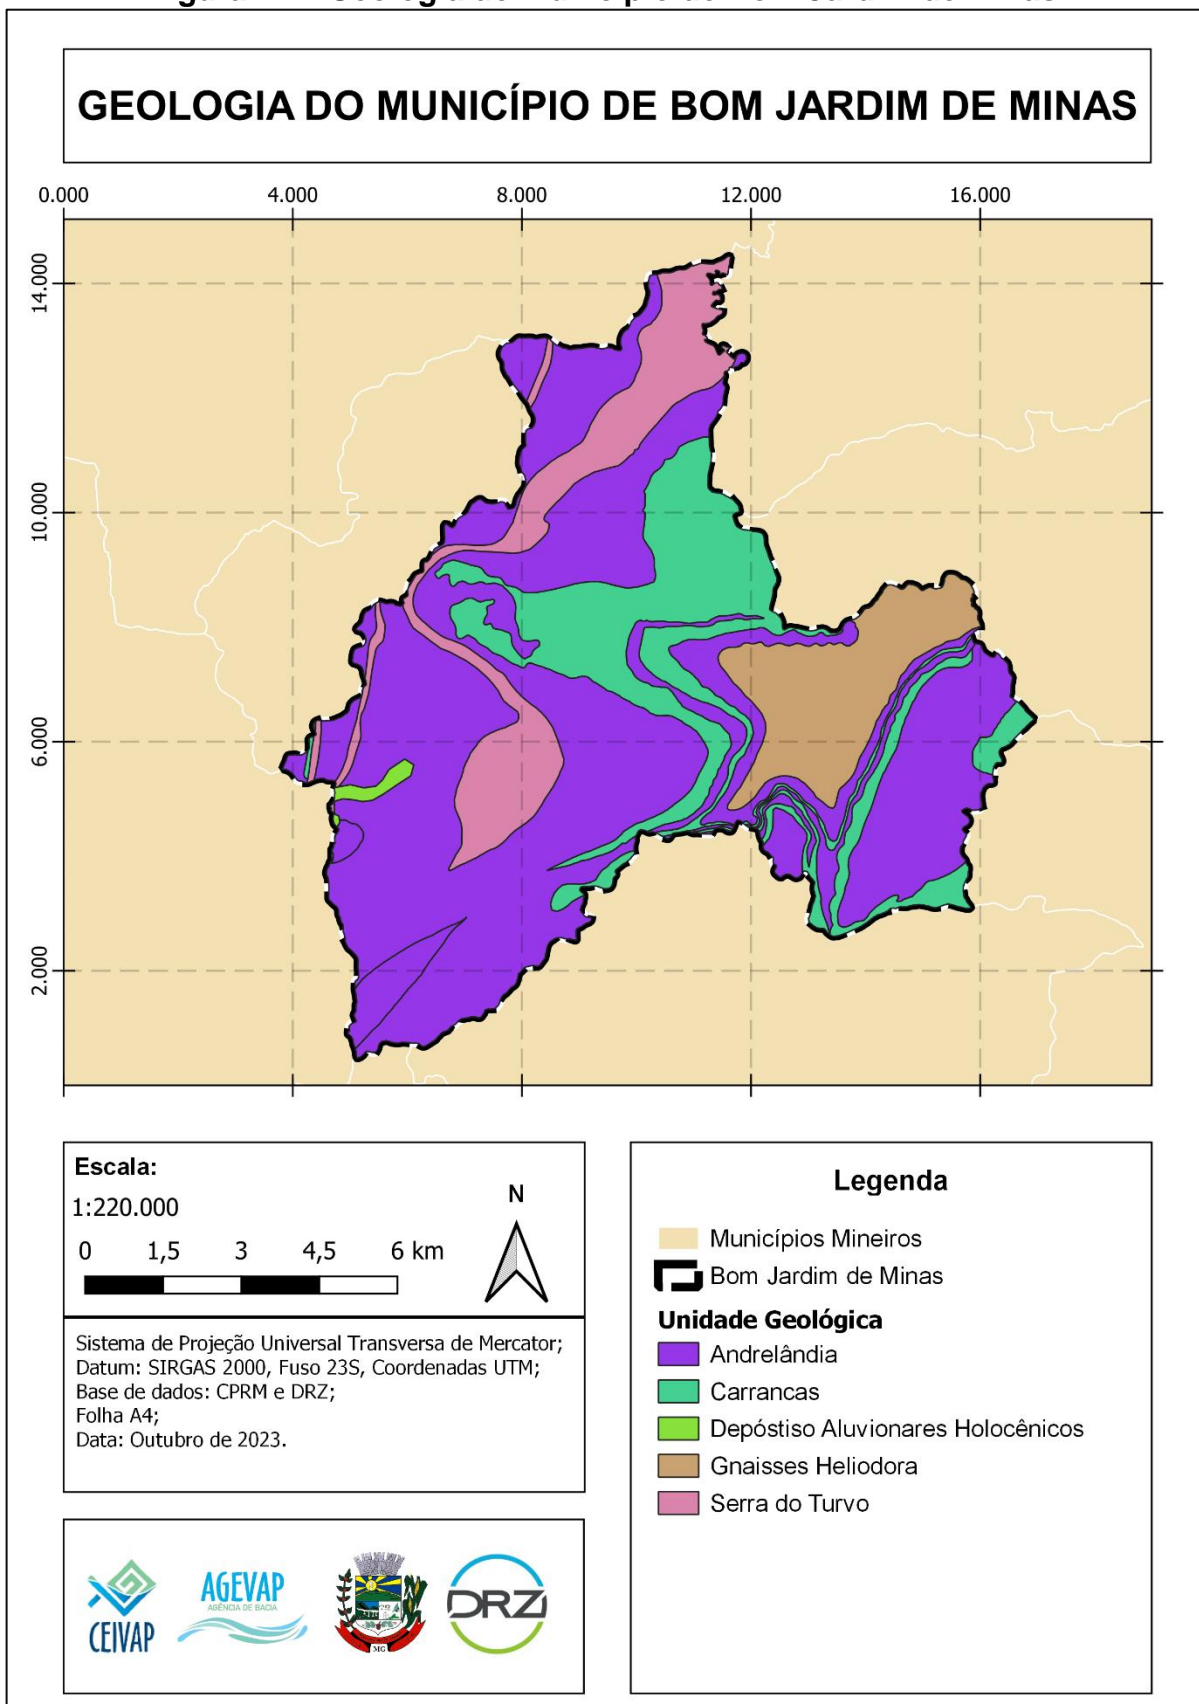 GEOLOGIA DO MUNICÍPIO DE BOM JARDIM DE MINAS
0.000 4.000 8.000 12.000 16.000
14.000
10.000
6.000
2.000
Escala:
1:220.000
0 1,5 3 4,5 6 km
N
Sistema de Projeção Universal Transversa de Mercator;
Datum: SIRGAS 2000, Fuso 23S, Coordenadas UTM;
Base de dados: CPRM e DRZ;
Folha A4;
Data: Outubro de 2023.
Legenda
Municípios Mineiros
Bom Jardim de Minas
Unidade Geológica
Andrelândia
Carrancas
Depóstiso Aluvionares Holocênicos
Gnaisses Heliodora
Serra do Turvo
CEIVAP
AGEVAP
AGÊNCIA DE BACIA
MG
DRZ